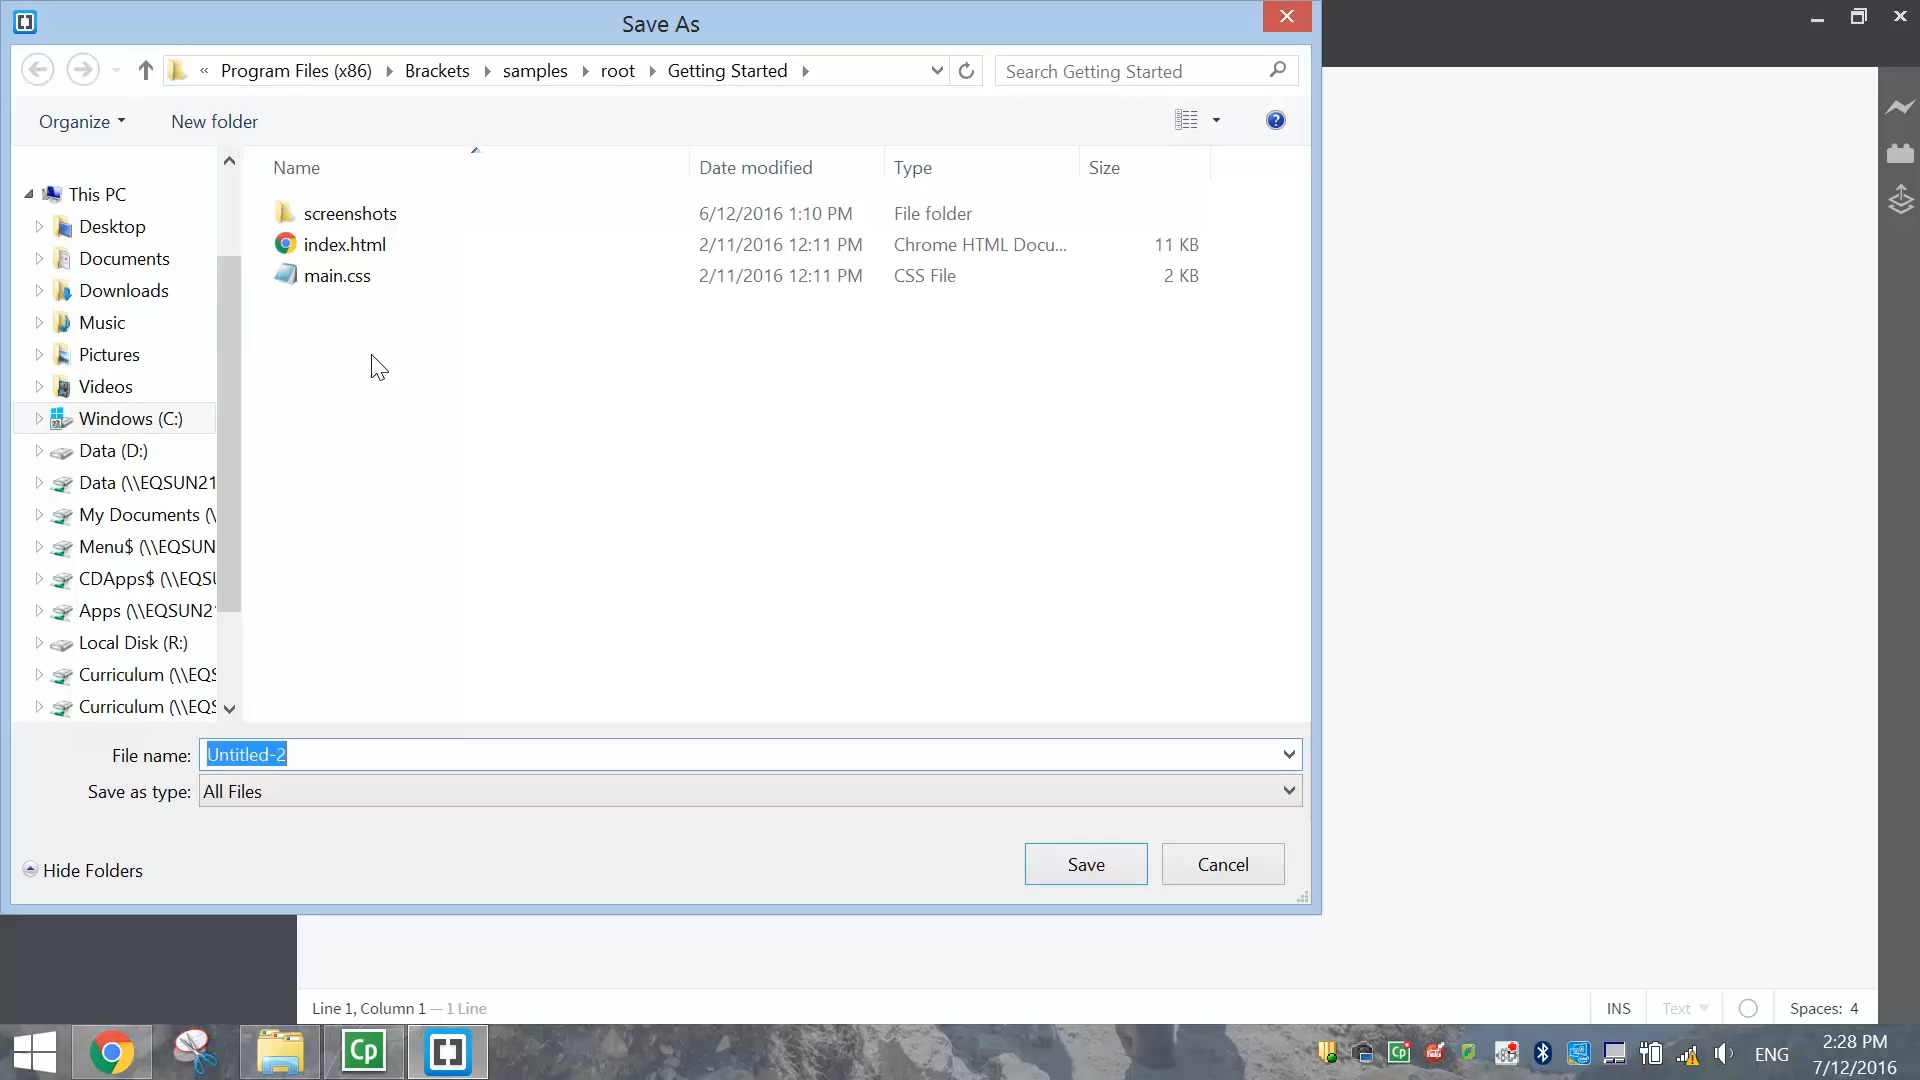 Save As
« Program Files (x86) Brackets samples root Getting Started
Search Getting Started
Organize
New folder
Name Date modified Type Size
This PC
Desktop
Documents
Downloads
Music
Pictures
Videos
Windows (C:)
Data (D:)
Data (\\EQSUN21
My Documents (\
Menu$ (\\EQSUN
CDApps$ (\\EQSU
Apps (\\EQSUN21
Local Disk (R:)
Curriculum (\\EQS
Curriculum (\\EQS
screenshots 6/12/2016 1:10 PM File folder
index.html 2/11/2016 12:11 PM Chrome HTML Docu... 11 KB
main.css 2/11/2016 12:11 PM CSS File 2 KB
File name: Untitled-2
Save as type: All Files
Hide Folders
Save
Cancel
Line 1, Column 1 — 1 Line
INS
Text
Spaces: 4
Cp
Cp
ENG
2:28 PM
7/12/2016